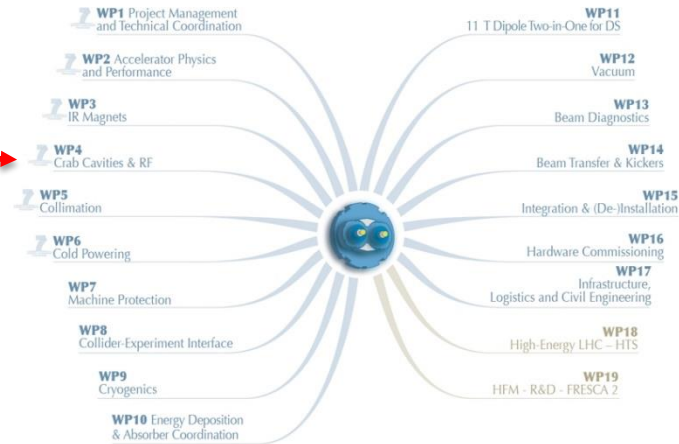 WP1 Project Management
and Technical Coordination
WP2 Accelerator Physics
and Performance
WP3
IR Magnets
WP4
Crab Cavities & RF
WP5
Collimation
WP6
Cold Powering
WP7
Machine Protection
WP8
Collider-Experiment Interface
WP9
Cryogenics
WP10 Energy Deposition
& Absorber Coordination
WP11
11 T Dipole Two-in-One for DS
WP12
Vacuum
WP13
Beam Diagnostics
WP14
Beam Transfer & Kickers
WP15
Integration & (De-)Installation
WP16
Hardware Commissioning
WP17
Infrastructure,
Logistics and Civil Engineering
WP18
High-Energy LHC – HTS
WP19
HFM - R&D - FRESCA 2